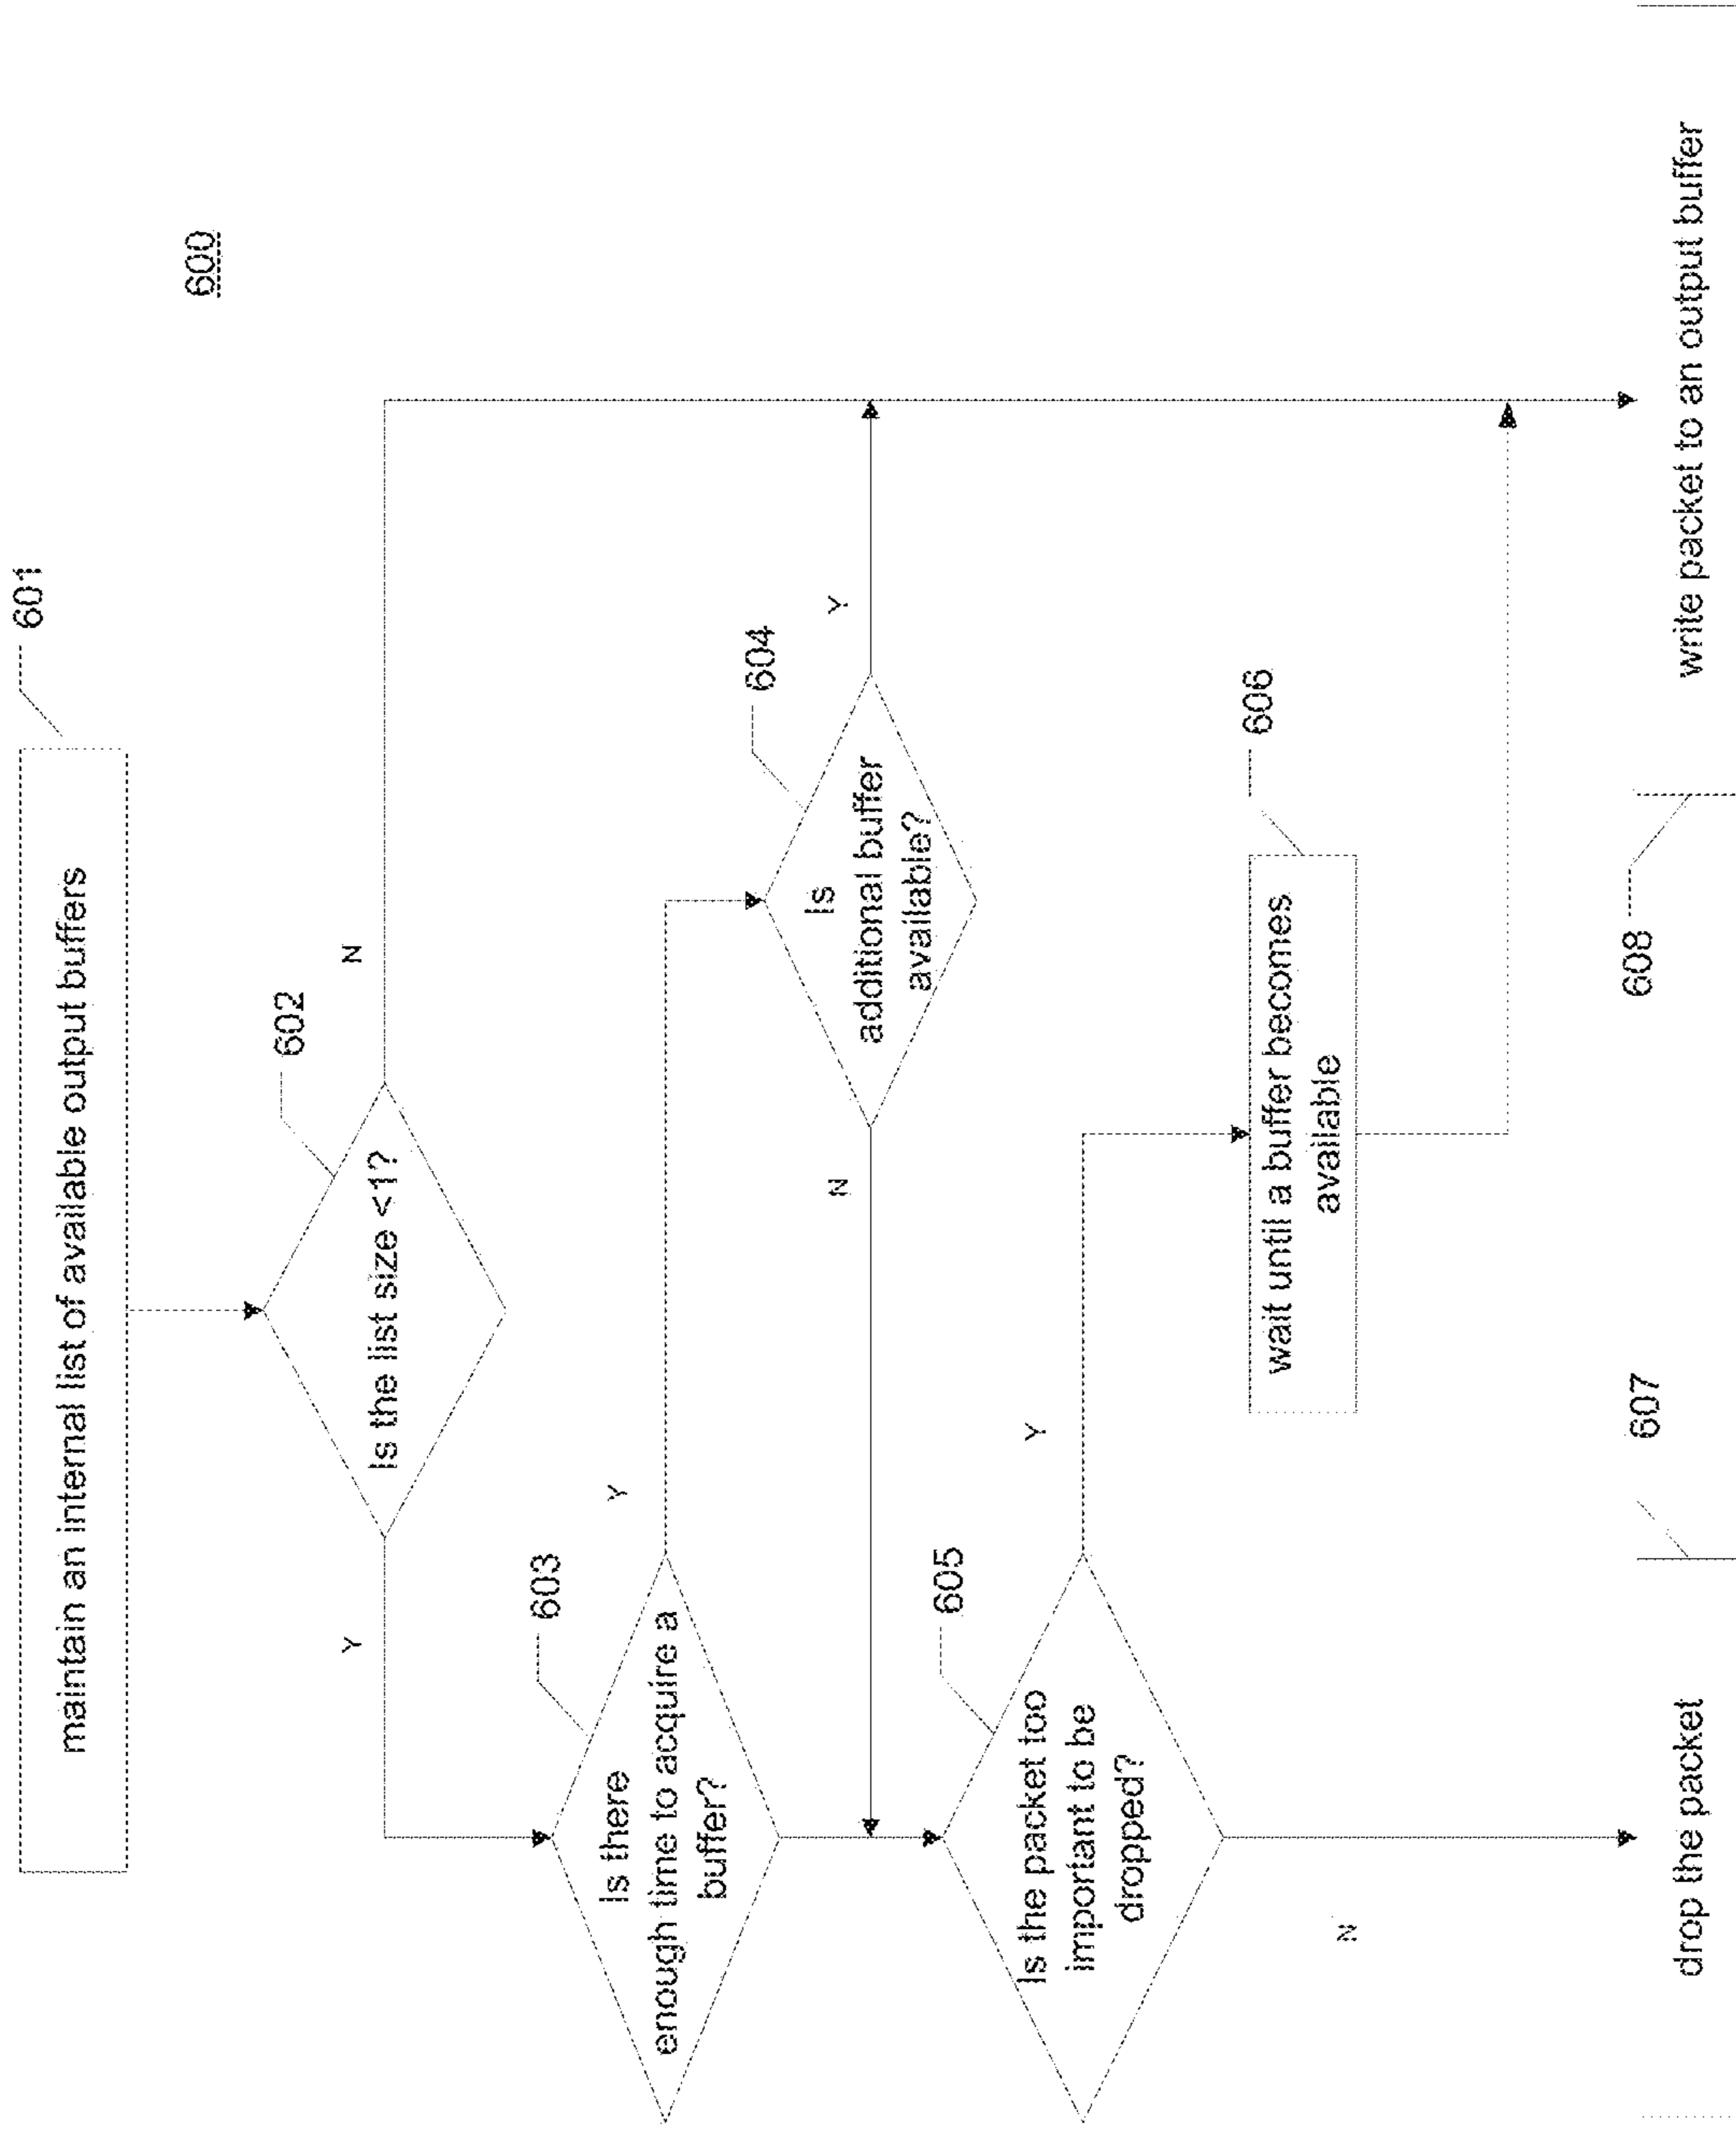 600
601
maintain an internal list of available output buffers
602
Is the list size <1?
Y
N
603
Is there
enough time to acquire a
buffer?
Y
604
Is
additional buffer
available?
Y
N
605
Is the packet too
important to be
dropped?
Y
N
606
wait until a buffer becomes
available
607
drop the packet
608
write packet to an output buffer